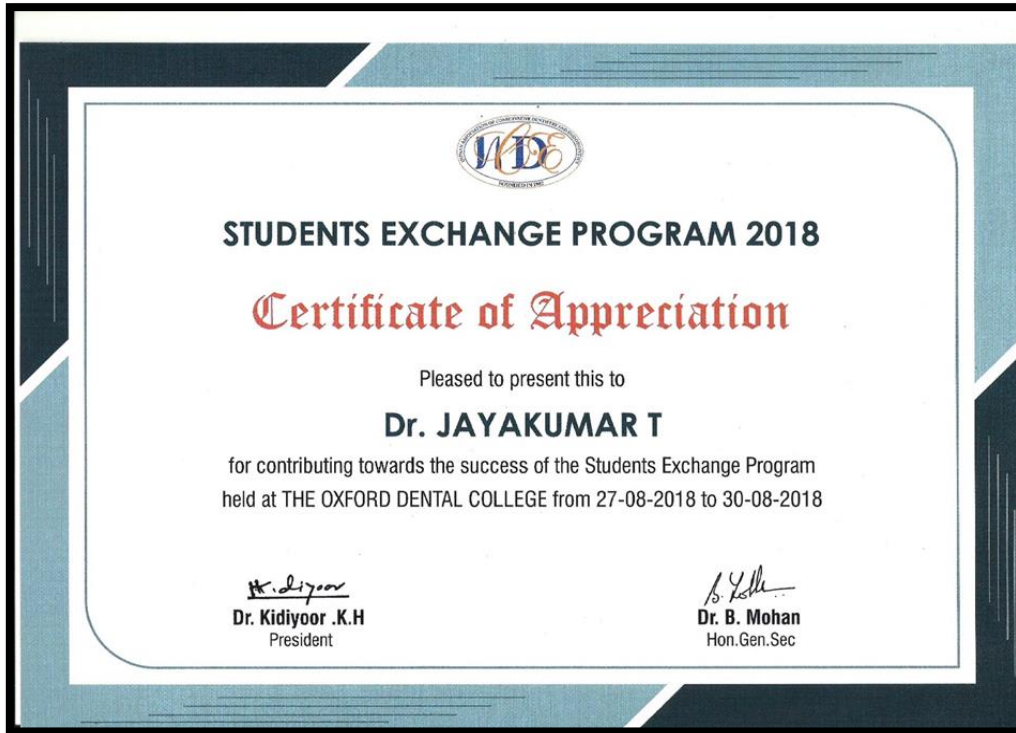 STUDENTS EXCHANGE PROGRAM 2018
Certificate of Appreciation
Pleased to present this to
Dr. JAYAKUMAR T
for contributing towards the success of the Students Exchange Program
held at THE OXFORD DENTAL COLLEGE from 27-08-2018 to 30-08-2018
Dr. Kidiyoor .K.H
President
Dr. B. Mohan
Hon.Gen.Sec